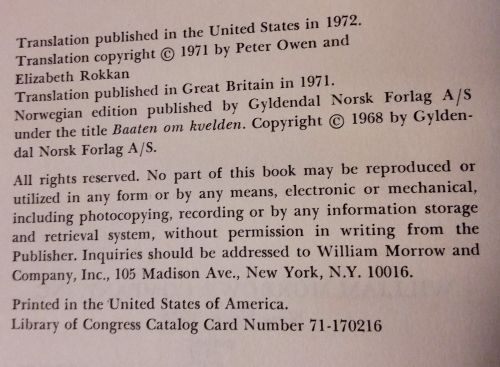 Translation published in the United States in 1972.
Translation copyright © 1971 by Peter Owen and
Elizabeth Rokkan
Translation published in Great Britain in 1971.
Norwegian edition published by Gyldendal Norsk Forlag A/S
under the title Baaten om kvelden. Copyright © 1968 by Gylden-
dal Norsk Forlag A/S.
All rights reserved. No part of this book may be reproduced or
utilized in any form or by any means, electronic or mechanical,
including photocopying, recording or by any information storage
and retrieval system, without permission in writing from the
Publisher. Inquiries should be addressed to William Morrow and
Company, Inc., 105 Madison Ave., New York, N.Y. 10016.
Printed in the United States of America.
Library of Congress Catalog Card Number 71-170216